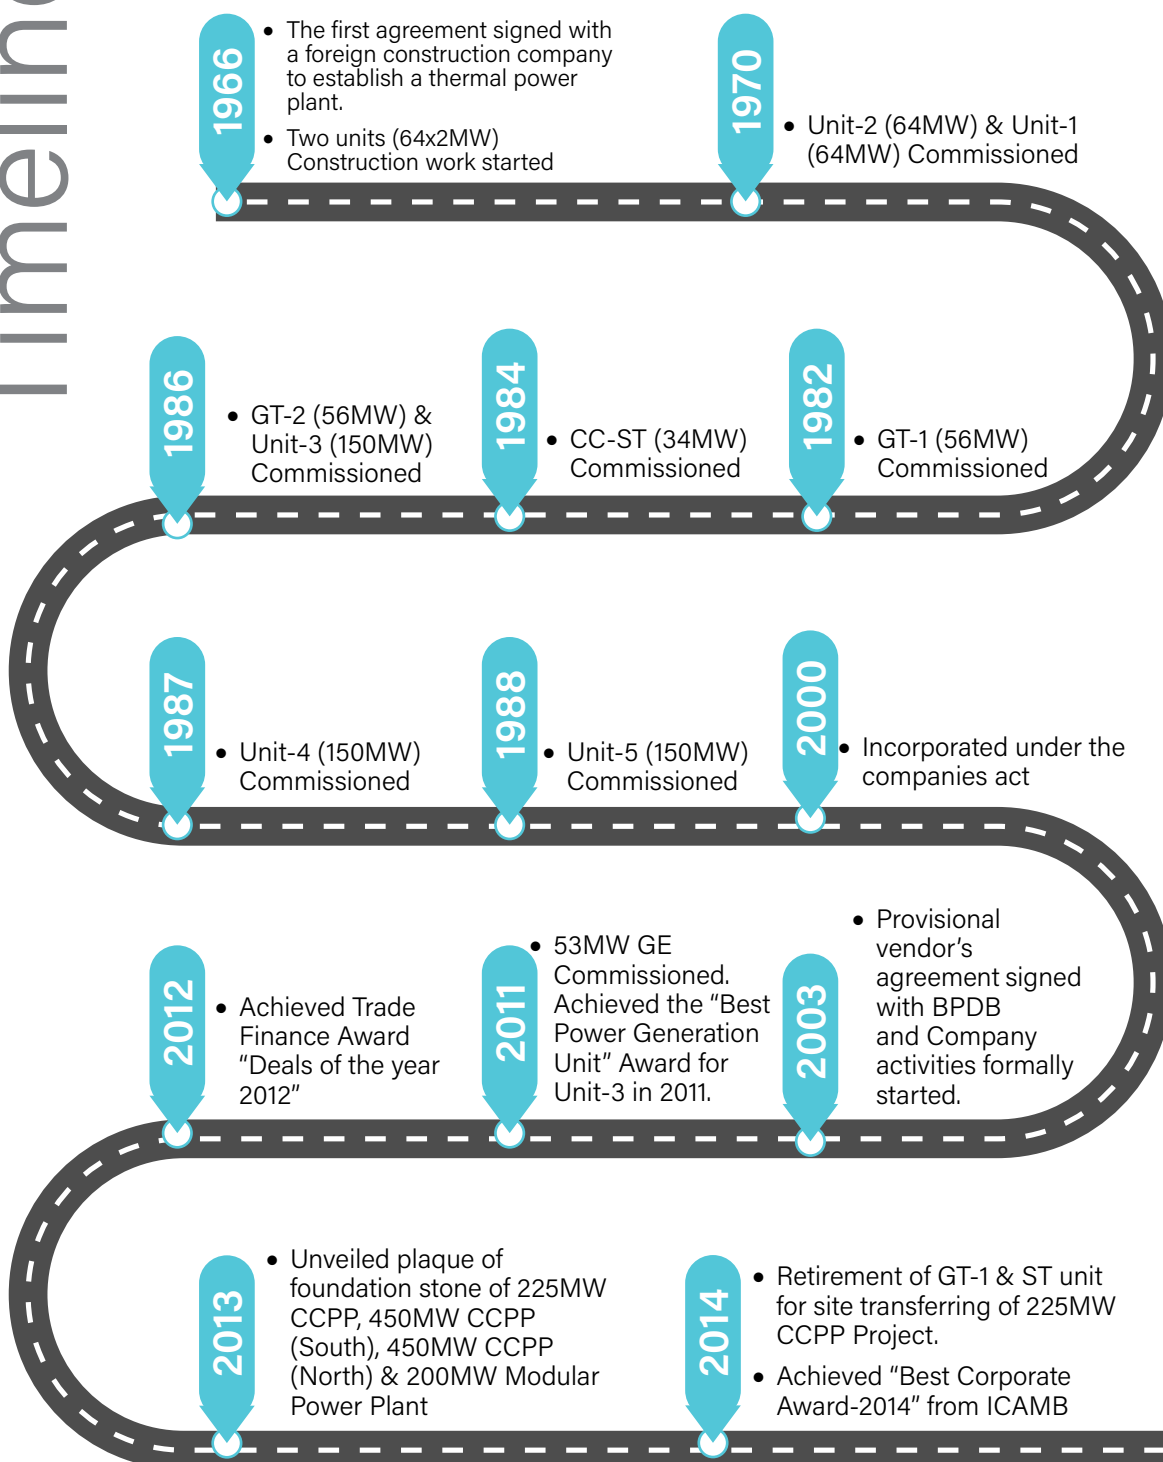 Timeline
1966
• The first agreement signed with
a foreign construction company
to establish a thermal power
plant.
• Two units (64x2MW)
Construction work started
1970
• Unit-2 (64MW) & Unit-1
(64MW) Commissioned
1986
• GT-2 (56MW) &
Unit-3 (150MW)
Commissioned
1984
• CC-ST (34MW)
Commissioned
1982
• GT-1 (56MW)
Commissioned
1987
• Unit-4 (150MW)
Commissioned
1988
• Unit-5 (150MW)
Commissioned
2000
• Incorporated under the
companies act
2012
• Achieved Trade
Finance Award
“Deals of the year
2012”
2011
• 53MW GE
Commissioned.
Achieved the “Best
Power Generation
Unit” Award for
Unit-3 in 2011.
2003
• Provisional
vendor’s
agreement signed
with BPDB
and Company
activities formally
started.
2013
• Unveiled plaque of
foundation stone of 225MW
CCPP, 450MW CCPP
(South), 450MW CCPP
(North) & 200MW Modular
Power Plant
2014
• Retirement of GT-1 & ST unit
for site transferring of 225MW
CCPP Project.
• Achieved “Best Corporate
Award-2014” from ICAMB